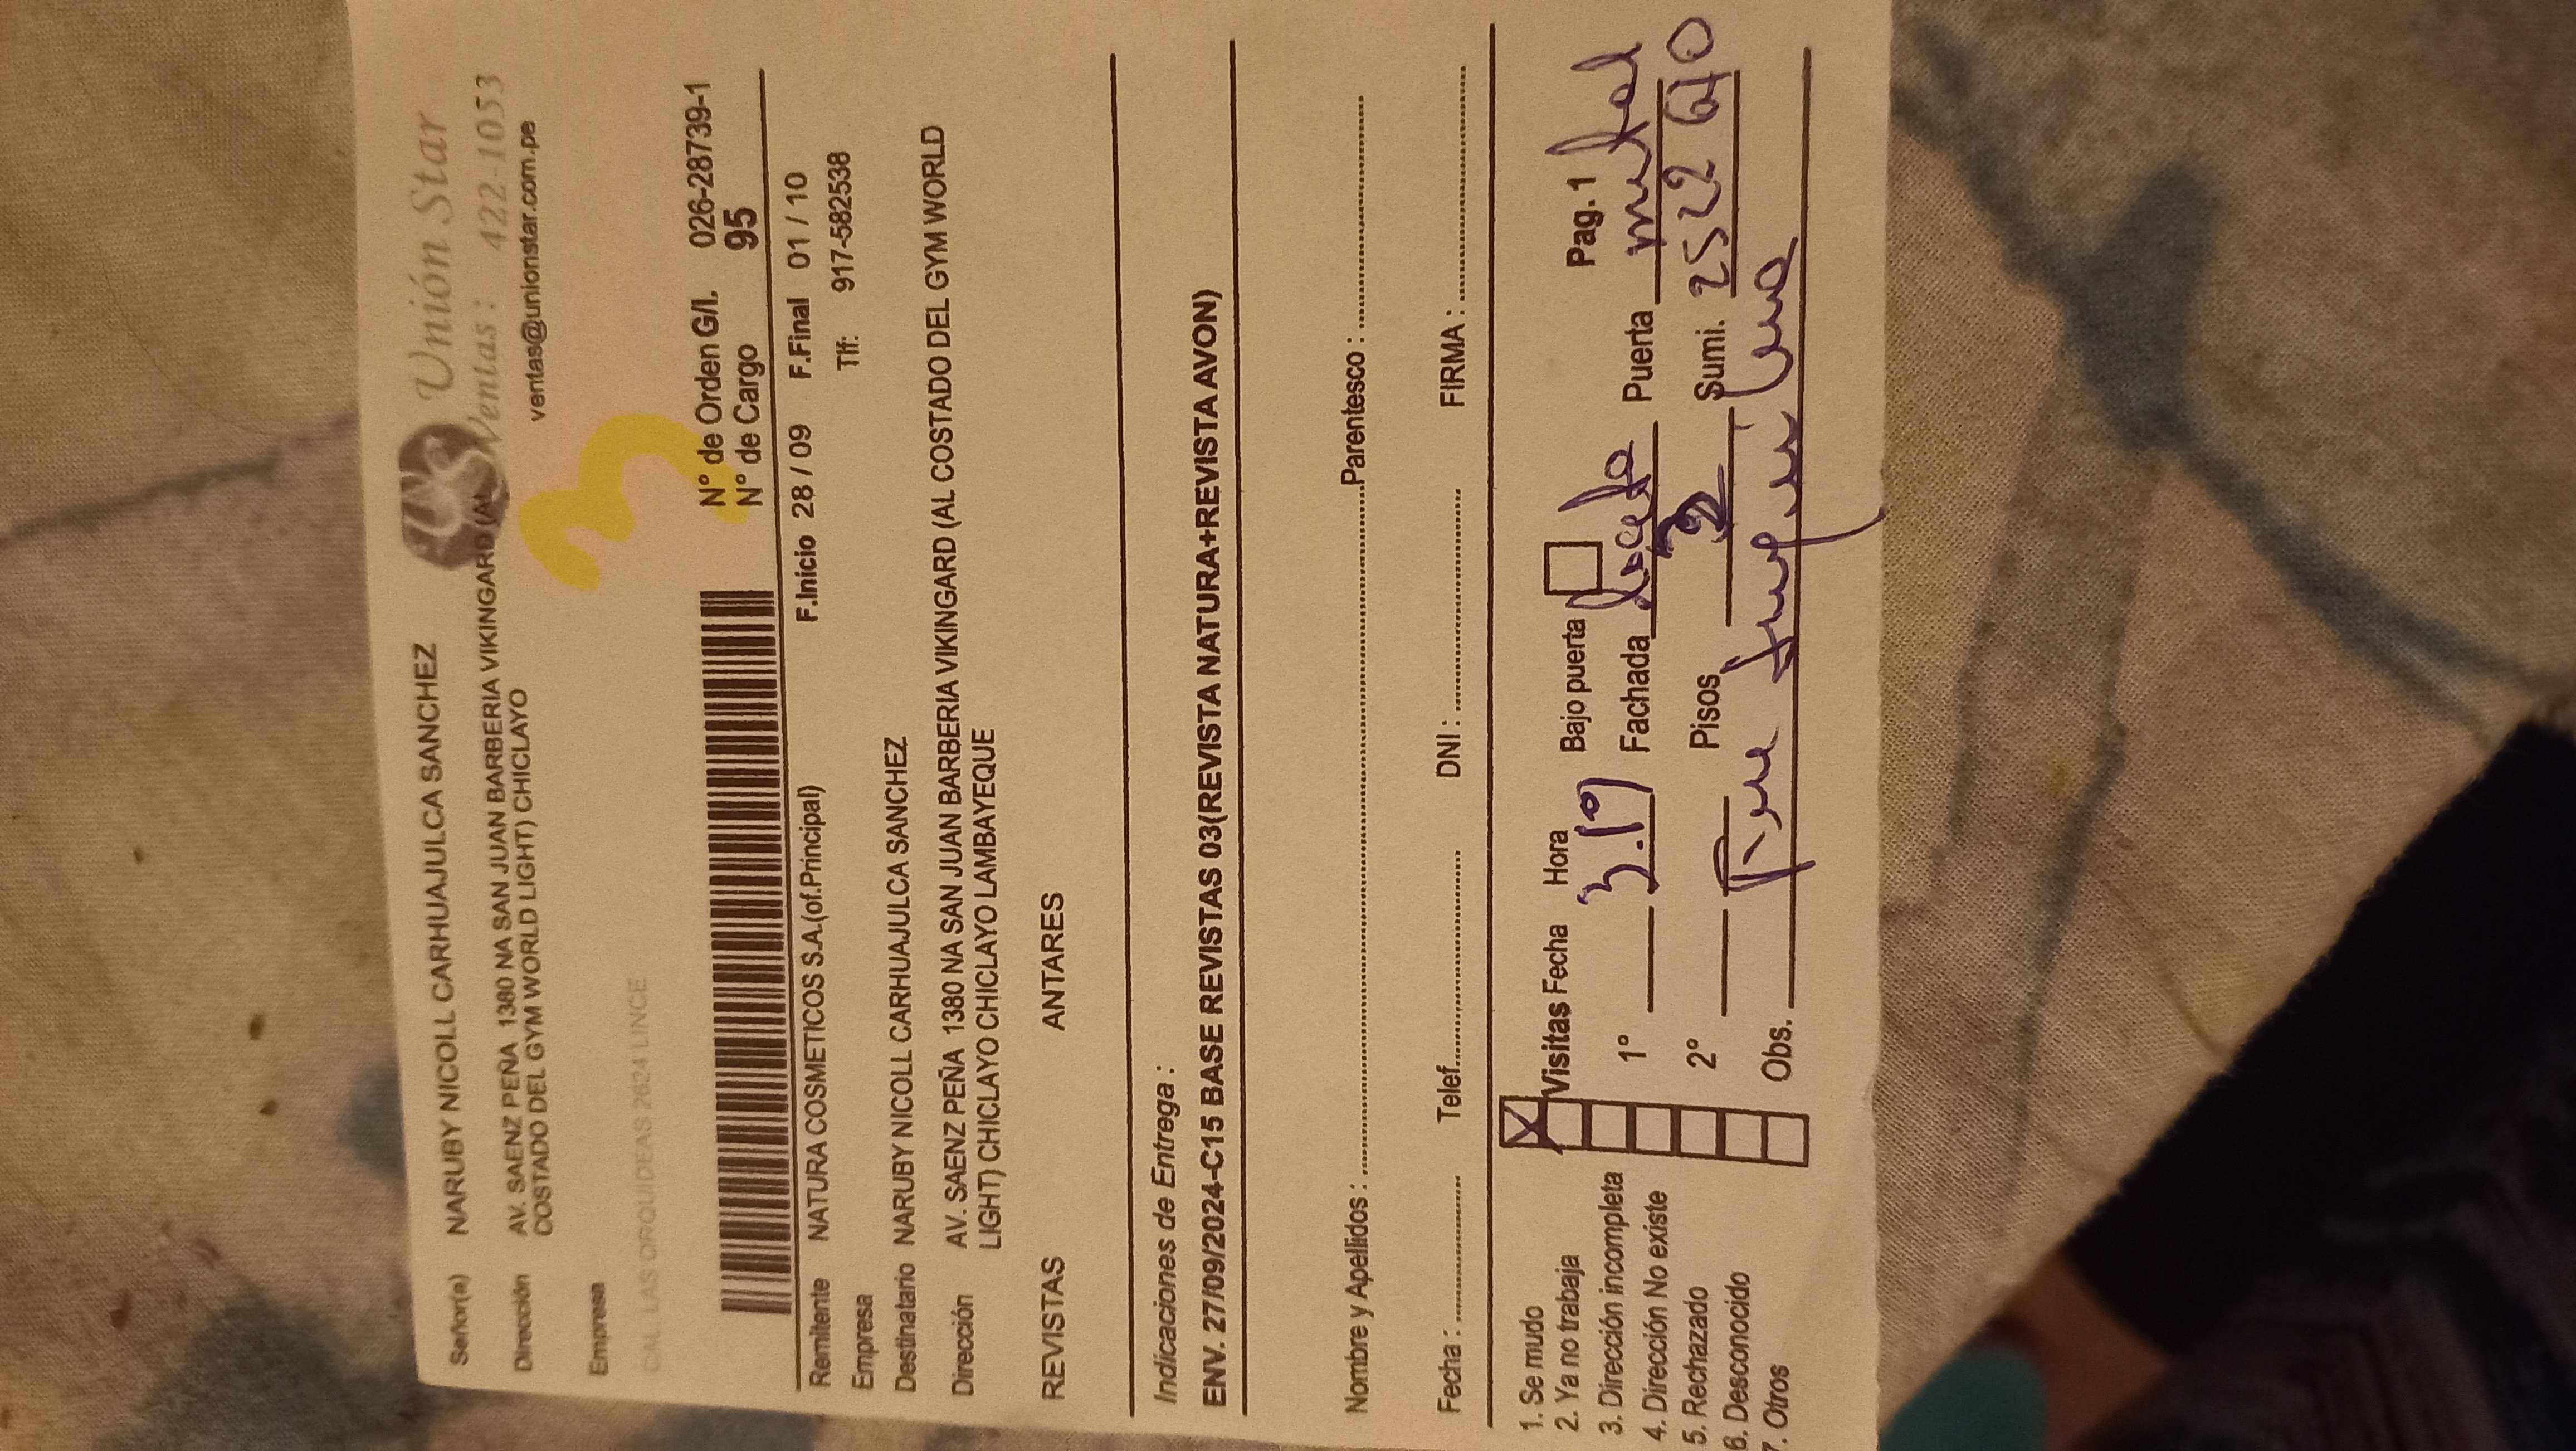 Señor(a) NARUBY NICOLL CARHUAJULCA SANCHEZ
Unión Star
Dirección AV. SAENZ PEÑA 1380 NA SAN JUAN BARBERIA VIKINGARD (AL
Ventas: 422-1053
COSTADO DEL GYM WORLD LIGHT) CHICLAYO
ventas@unionstar.com.pe
3
Empresa
CAL LAS ORQUIDEAS 2624 LINCE
N° de Orden G/I. 026-28739-1
N° de Cargo 95
Remitente NATURA COSMETICOS S.A.(of.Principal) F.Inicio 28 / 09 F.Final 01 / 10
Empresa Tlf: 917-582538
Destinatario NARUBY NICOLL CARHUAJULCA SANCHEZ
Dirección AV. SAENZ PEÑA 1380 NA SAN JUAN BARBERIA VIKINGARD (AL COSTADO DEL GYM WORLD
LIGHT) CHICLAYO CHICLAYO LAMBAYEQUE
REVISTAS ANTARES
Indicaciones de Entrega :
ENV. 27/09/2024-C15 BASE REVISTAS 03(REVISTA NATURA+REVISTA AVON)
Nombre y Apellidos : Parentesco :
Fecha : Telef. DNI : FIRMA :
1. Se mudo X Visitas Fecha Hora Bajo puerta Pag. 1
2. Ya no trabaja
3. Dirección incompleta 1° 3.19 Fachada Puerta
4. Dirección No existe
5. Rechazado 2° Pisos 3 Sumi. 2522
6. Desconocido
7. Otros Obs.